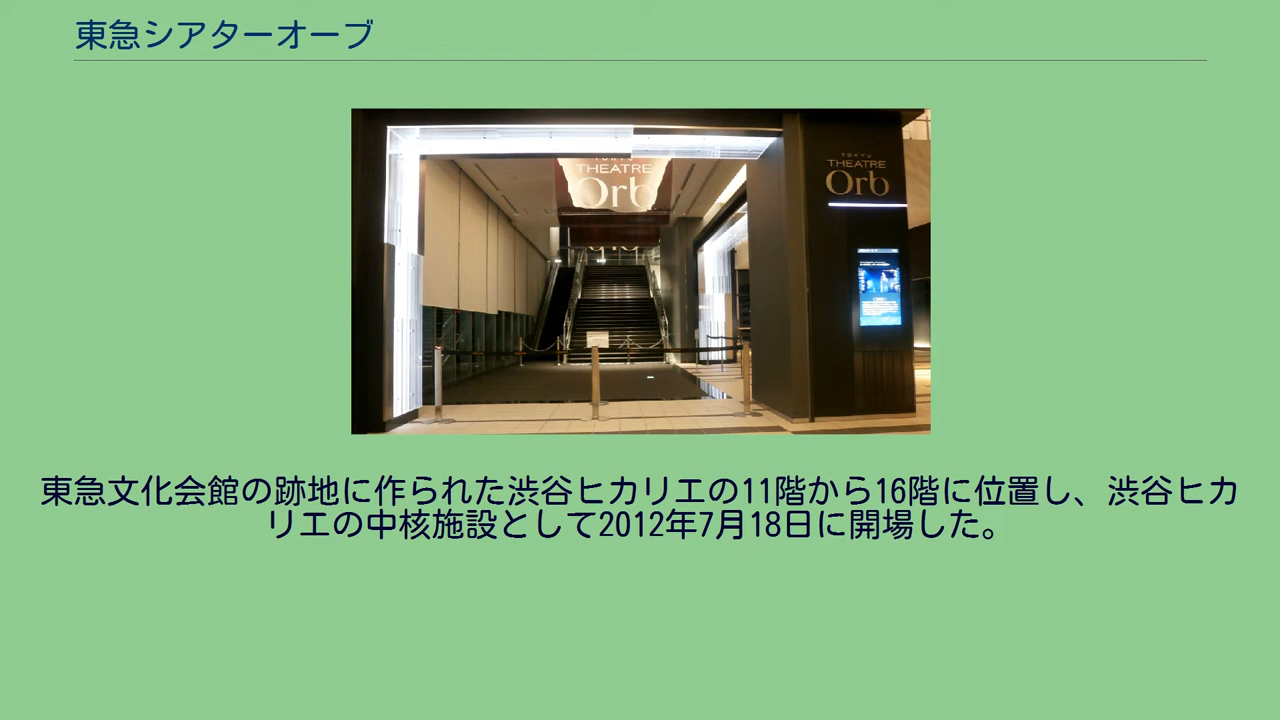 東急シアターオーブ
TOKYU
THEATRE
Orb
TOKYU
THEATRE
Orb
東急文化会館の跡地に作られた渋谷ヒカリエの11階から16階に位置し、渋谷ヒカ
リエの中核施設として2012年7月18日に開場した。